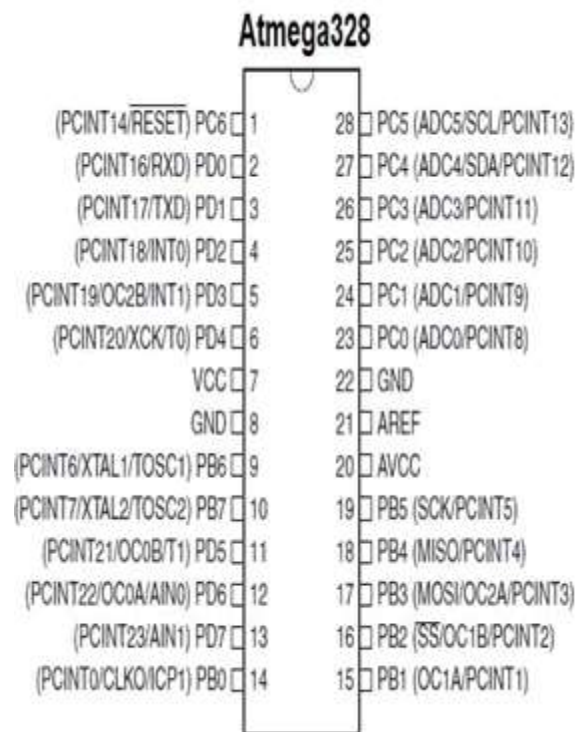 Atmega328
(PCINT14/RESET) PC6 1 28 PC5 (ADC5/SCL/PCINT13)
(PCINT16/RXD) PD0 2 27 PC4 (ADC4/SDA/PCINT12)
(PCINT17/TXD) PD1 3 26 PC3 (ADC3/PCINT11)
(PCINT18/INT0) PD2 4 25 PC2 (ADC2/PCINT10)
(PCINT19/OC2B/INT1) PD3 5 24 PC1 (ADC1/PCINT9)
(PCINT20/XCK/T0) PD4 6 23 PC0 (ADC0/PCINT8)
VCC 7 22 GND
GND 8 21 AREF
(PCINT6/XTAL1/TOSC1) PB6 9 20 AVCC
(PCINT7/XTAL2/TOSC2) PB7 10 19 PB5 (SCK/PCINT5)
(PCINT21/OC0B/T1) PD5 11 18 PB4 (MISO/PCINT4)
(PCINT22/OC0A/AIN0) PD6 12 17 PB3 (MOSI/OC2A/PCINT3)
(PCINT23/AIN1) PD7 13 16 PB2 (SS/OC1B/PCINT2)
(PCINT0/CLKO/ICP1) PB0 14 15 PB1 (OC1A/PCINT1)